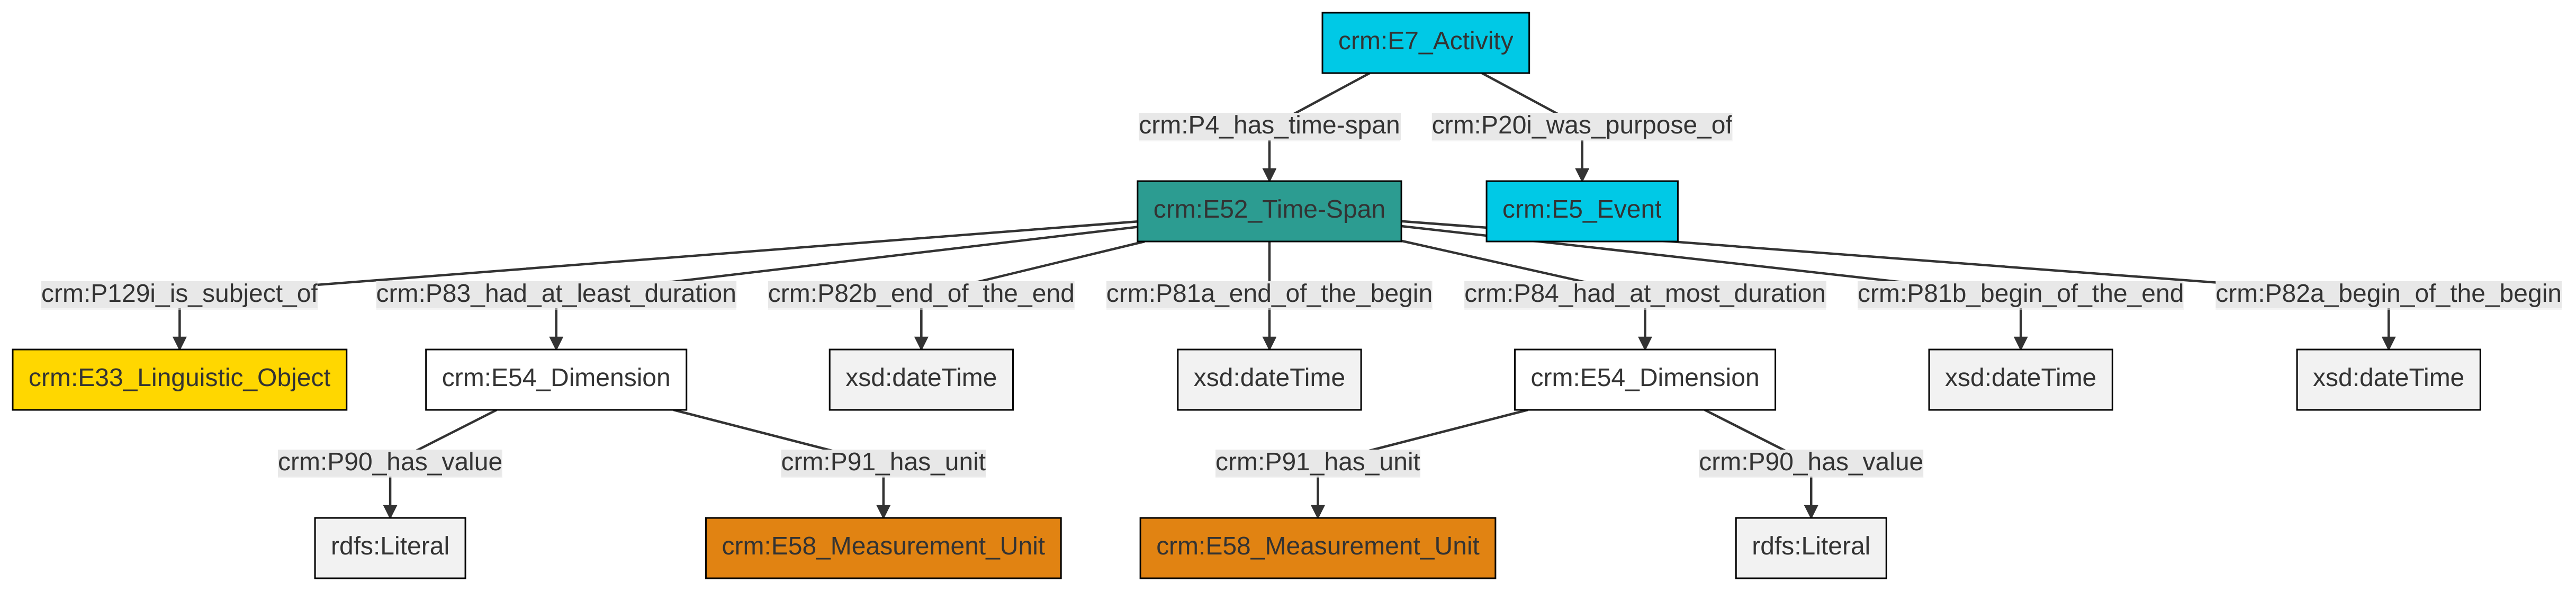 crm:E7_Activity
crm:P4_has_time-span
crm:P20i_was_purpose_of
crm:E52_Time-Span
crm:E5_Event
crm:P129i_is_subject_of
crm:P83_had_at_least_duration
crm:P82b_end_of_the_end
crm:P81a_end_of_the_begin
crm:P84_had_at_most_duration
crm:P81b_begin_of_the_end
crm:P82a_begin_of_the_begin
crm:E33_Linguistic_Object
crm:E54_Dimension
xsd:dateTime
xsd:dateTime
crm:E54_Dimension
xsd:dateTime
xsd:dateTime
crm:P90_has_value
crm:P91_has_unit
crm:P91_has_unit
crm:P90_has_value
rdfs:Literal
crm:E58_Measurement_Unit
crm:E58_Measurement_Unit
rdfs:Literal